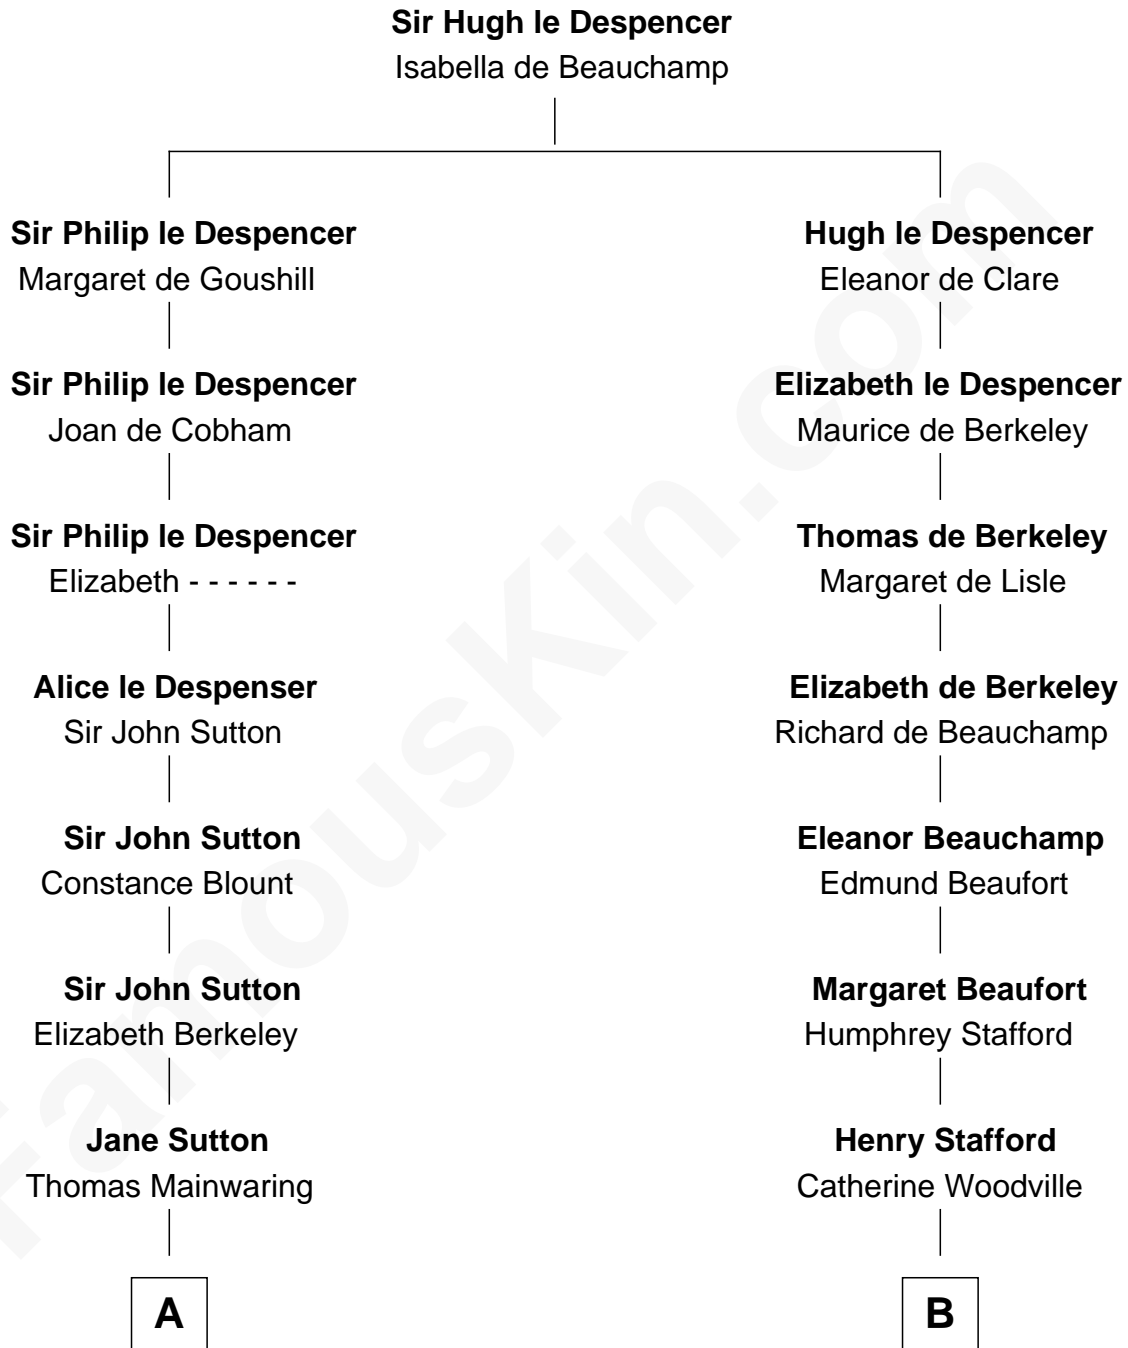 Sir Hugh le Despencer
Isabella de Beauchamp
Sir Philip le Despencer
Margaret de Goushill
Hugh le Despencer
Eleanor de Clare
Sir Philip le Despencer
Joan de Cobham
Elizabeth le Despencer
Maurice de Berkeley
Sir Philip le Despencer
Elizabeth - - - - - -
Thomas de Berkeley
Margaret de Lisle
Alice le Despenser
Sir John Sutton
Elizabeth de Berkeley
Richard de Beauchamp
Sir John Sutton
Constance Blount
Eleanor Beauchamp
Edmund Beaufort
Sir John Sutton
Elizabeth Berkeley
Margaret Beaufort
Humphrey Stafford
Jane Sutton
Thomas Mainwaring
Henry Stafford
Catherine Woodville
A
B
FamousKin.com